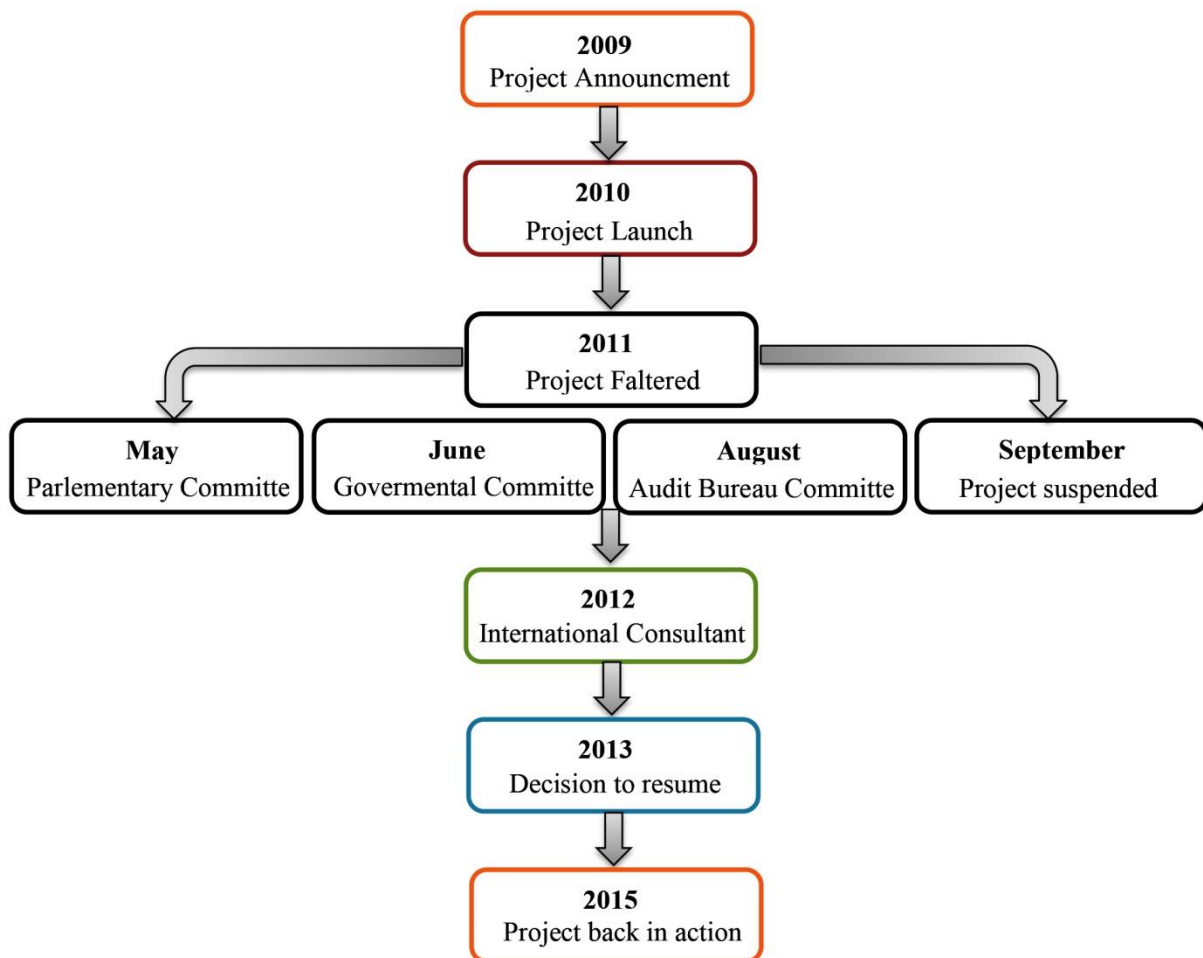 2009
Project Announcment
2010
Project Launch
2011
Project Faltered
May
Parlementary Committe
June
Govermental Committe
August
Audit Bureau Committe
September
Project suspended
2012
International Consultant
2013
Decision to resume
2015
Project back in action